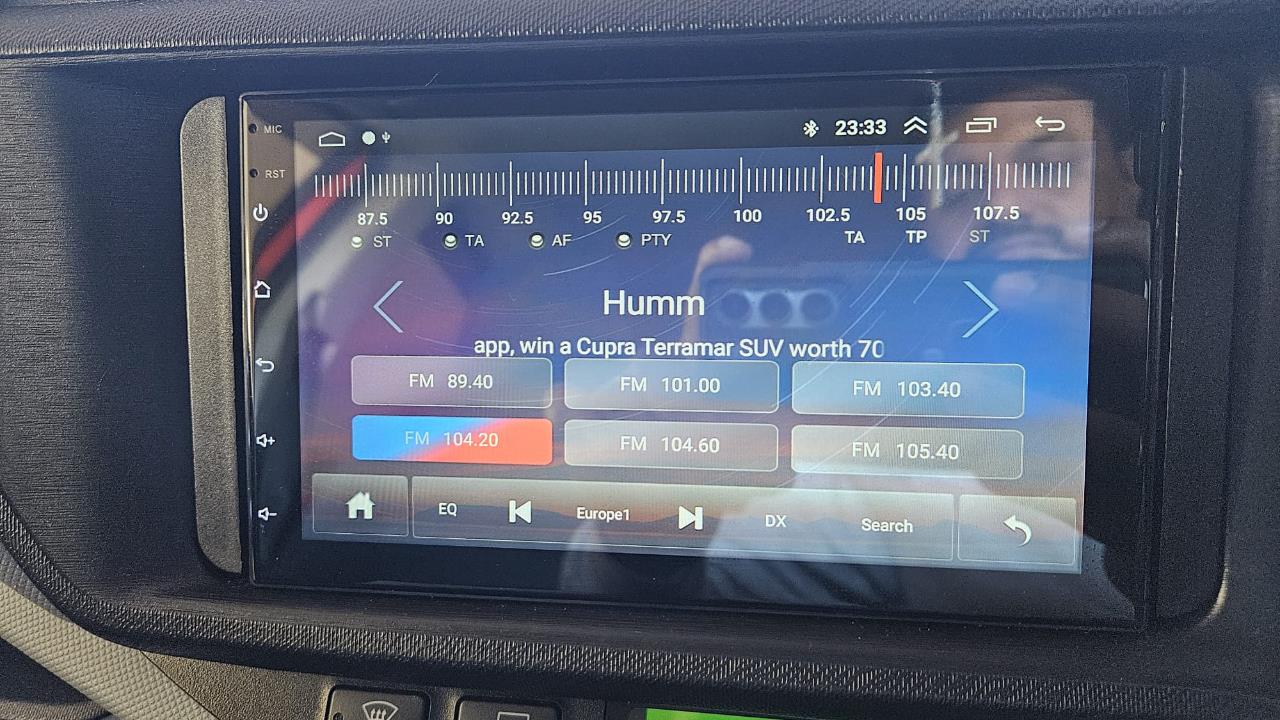 MIC
23:33
RST
87.5 90 92.5 95 97.5 100 102.5 105 107.5
ST TA AF PTY TA TP ST
Humm
app, win a Cupra Terramar SUV worth 70
FM 89.40 FM 101.00 FM 103.40
FM 104.20 FM 104.60 FM 105.40
EQ Europe1 DX Search